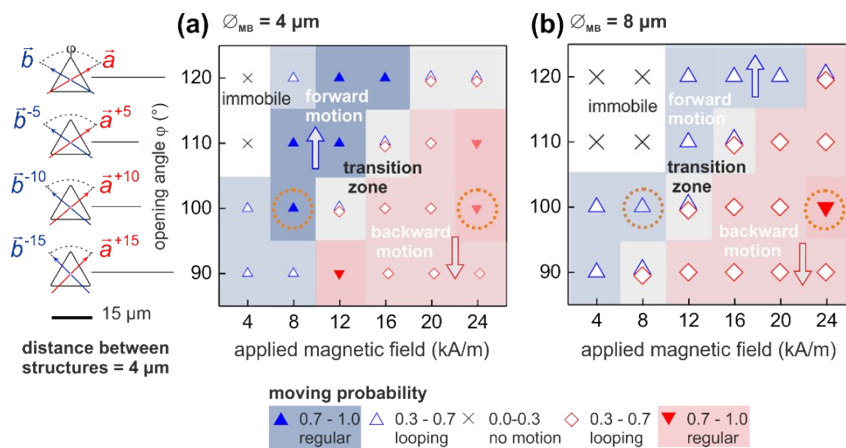 (a) ∅MB = 4 µm
(b) ∅MB = 8 µm
b⃗ φ a⃗
b⃗-5 a⃗+5
b⃗-10 a⃗+10
b⃗-15 a⃗+15
15 µm
distance between
structures = 4 µm
opening angle φ (°)
120
110
100
90
immobile
forward
motion
transition
zone
backward
motion
4 8 12 16 20 24
applied magnetic field (kA/m)
120
110
100
90
immobile
forward
motion
transition
zone
backward
motion
4 8 12 16 20 24
applied magnetic field (kA/m)
moving probability
0.7 - 1.0 0.3 - 0.7 0.0-0.3 0.3 - 0.7 0.7 - 1.0
regular looping no motion looping regular